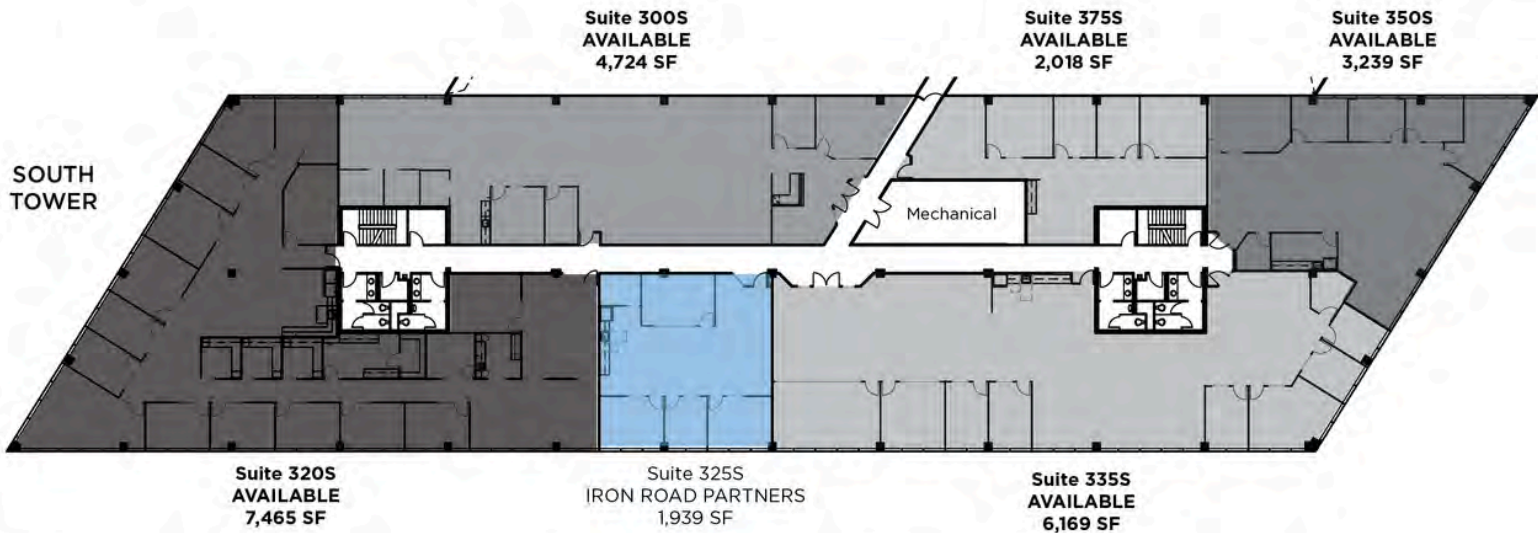 Suite 300S
AVAILABLE
4,724 SF
Suite 375S
AVAILABLE
2,018 SF
Suite 350S
AVAILABLE
3,239 SF
SOUTH
TOWER
Mechanical
Suite 320S
AVAILABLE
7,465 SF
Suite 325S
IRON ROAD PARTNERS
1,939 SF
Suite 335S
AVAILABLE
6,169 SF